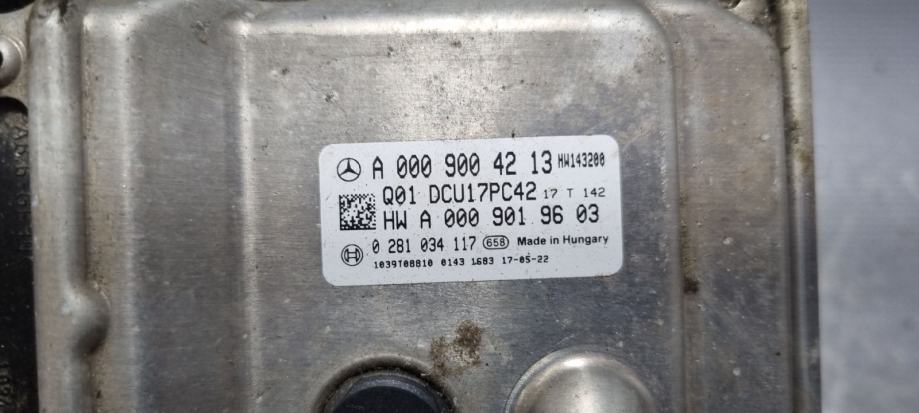 A 000 900 42 13 HW143200
Q01 DCU17PC42 17 T 142
HW A 000 901 96 03
0 281 034 117 658 Made in Hungary
1039T08810 0143 1683 17-05-22